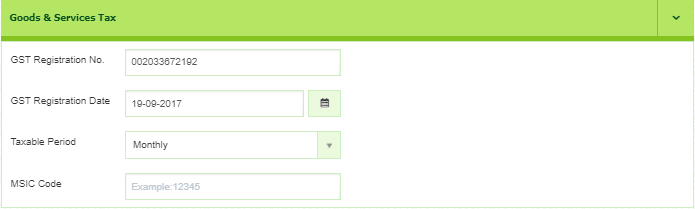 Goods & Services Tax
GST Registration No. 002033672192
GST Registration Date 19-09-2017
Taxable Period Monthly
MSIC Code Example:12345